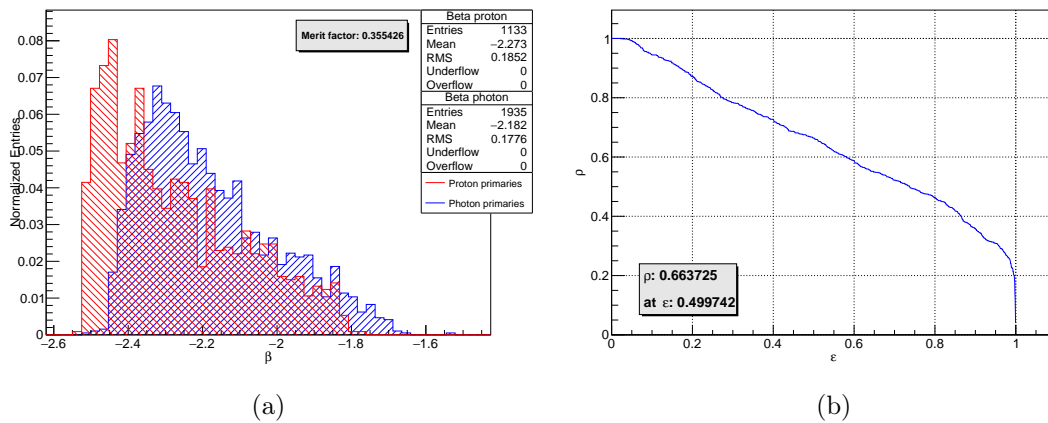 Merit factor: 0.355426
Beta proton
Entries 1133
Mean −2.273
RMS 0.1852
Underflow 0
Overflow 0
Beta photon
Entries 1935
Mean −2.182
RMS 0.1776
Underflow 0
Overflow 0
Proton primaries
Photon primaries
Normalized Entries
0.08
0.07
0.06
0.05
0.04
0.03
0.02
0.01
0
−2.6 −2.4 −2.2 −2 −1.8 −1.6
β
(a)
ρ
1
0.8
0.6
0.4
0.2
0
ρ: 0.663725
at ε: 0.499742
0 0.2 0.4 0.6 0.8 1
ε
(b)